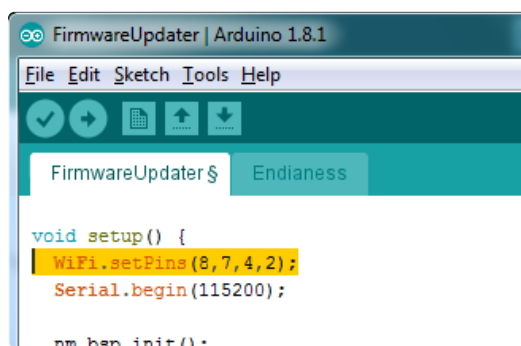 FirmwareUpdater | Arduino 1.8.1
File Edit Sketch Tools Help
FirmwareUpdater § Endianess
void setup() {
WiFi.setPins(8,7,4,2);
Serial.begin(115200);
nm_bsp_init();